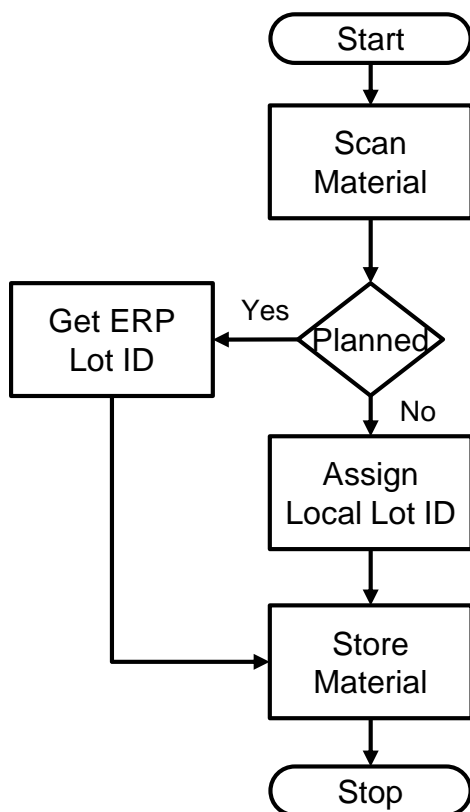 Start
Scan
Material
Planned
Yes
No
Get ERP
Lot ID
Assign
Local Lot ID
Store
Material
Stop